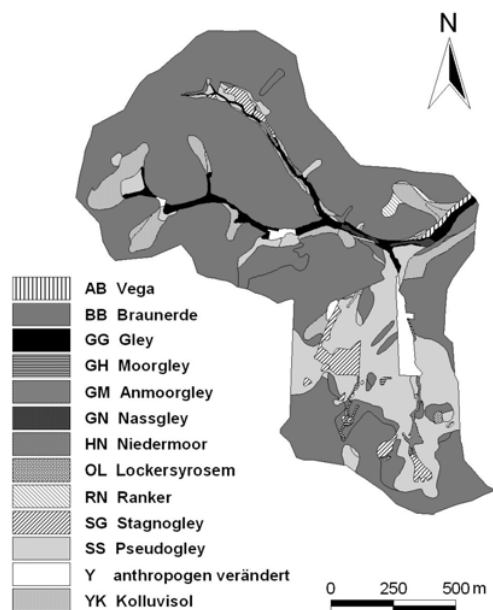 N
AB Vega
BB Braunerde
GG Gley
GH Moorgley
GM Anmoorgley
GN Nassgley
HN Niedermoor
OL Lockersyrosem
RN Ranker
SG Stagnogley
SS Pseudogley
Y anthropogen verändert
YK Kolluvisol
0 250 500 m